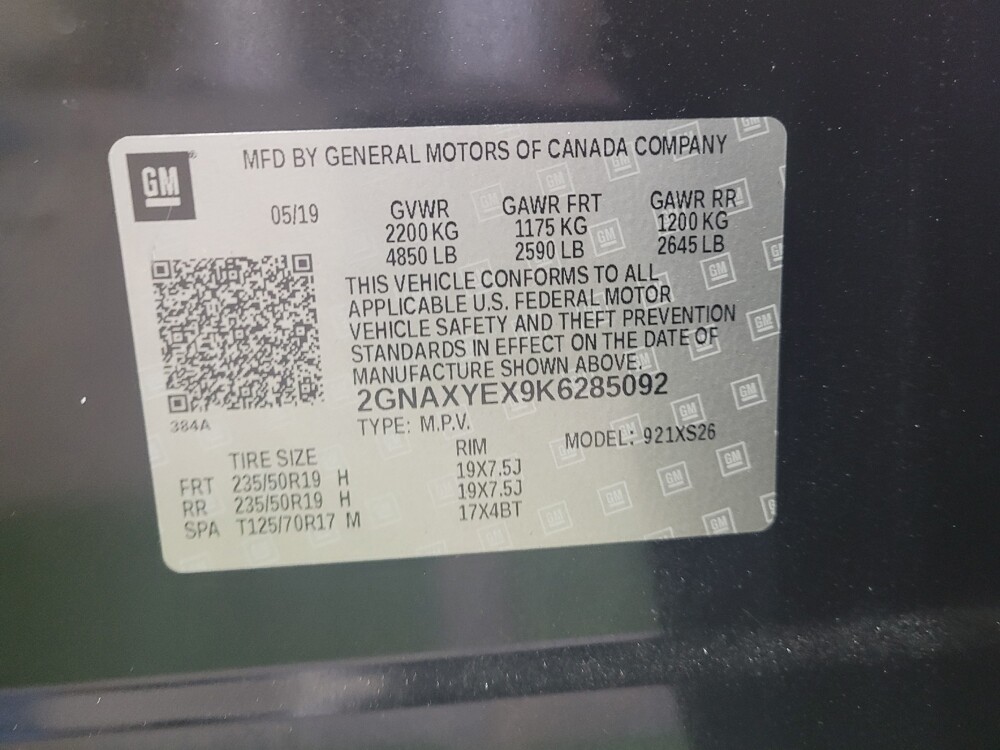 GM
MFD BY GENERAL MOTORS OF CANADA COMPANY
05/19
GVWR GAWR FRT GAWR RR
2200 KG 1175 KG 1200 KG
4850 LB 2590 LB 2645 LB
THIS VEHICLE CONFORMS TO ALL
APPLICABLE U.S. FEDERAL MOTOR
VEHICLE SAFETY AND THEFT PREVENTION
STANDARDS IN EFFECT ON THE DATE OF
MANUFACTURE SHOWN ABOVE.
2GNAXYEX9K6285092
384A
TYPE: M.P.V. MODEL: 921XS26
TIRE SIZE RIM
FRT 235/50R19 H 19X7.5J
RR 235/50R19 H 19X7.5J
SPA T125/70R17 M 17X4BT